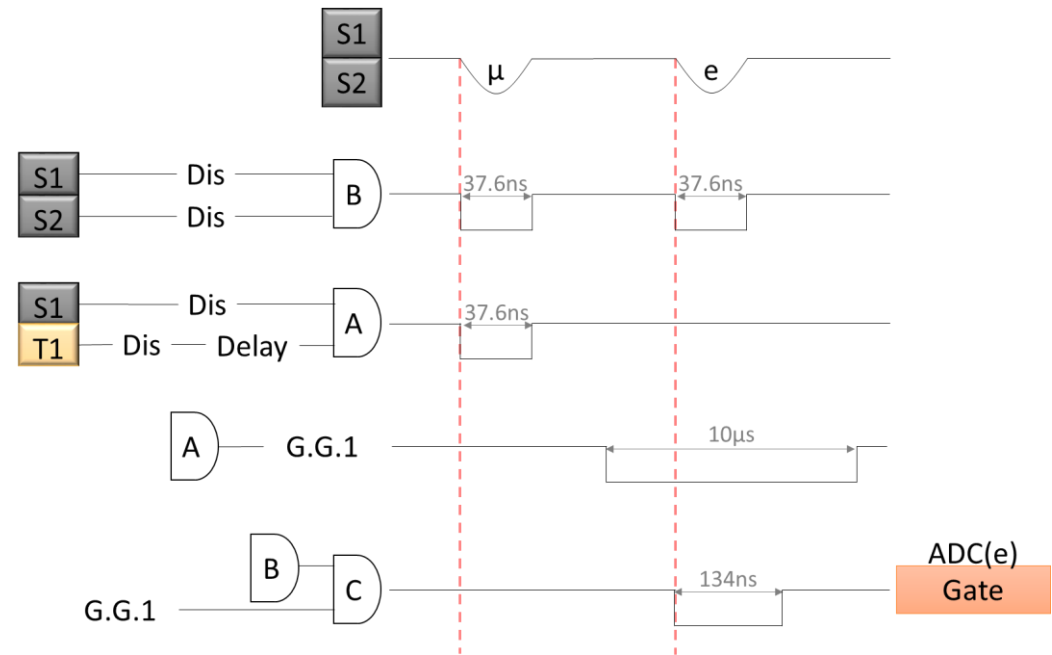 S1
S2
μ
e
S1
Dis
S2
Dis
B
37.6ns
37.6ns
S1
Dis
T1
Dis
Delay
A
37.6ns
A
G.G.1
10μs
B
G.G.1
C
134ns
ADC(e)
Gate